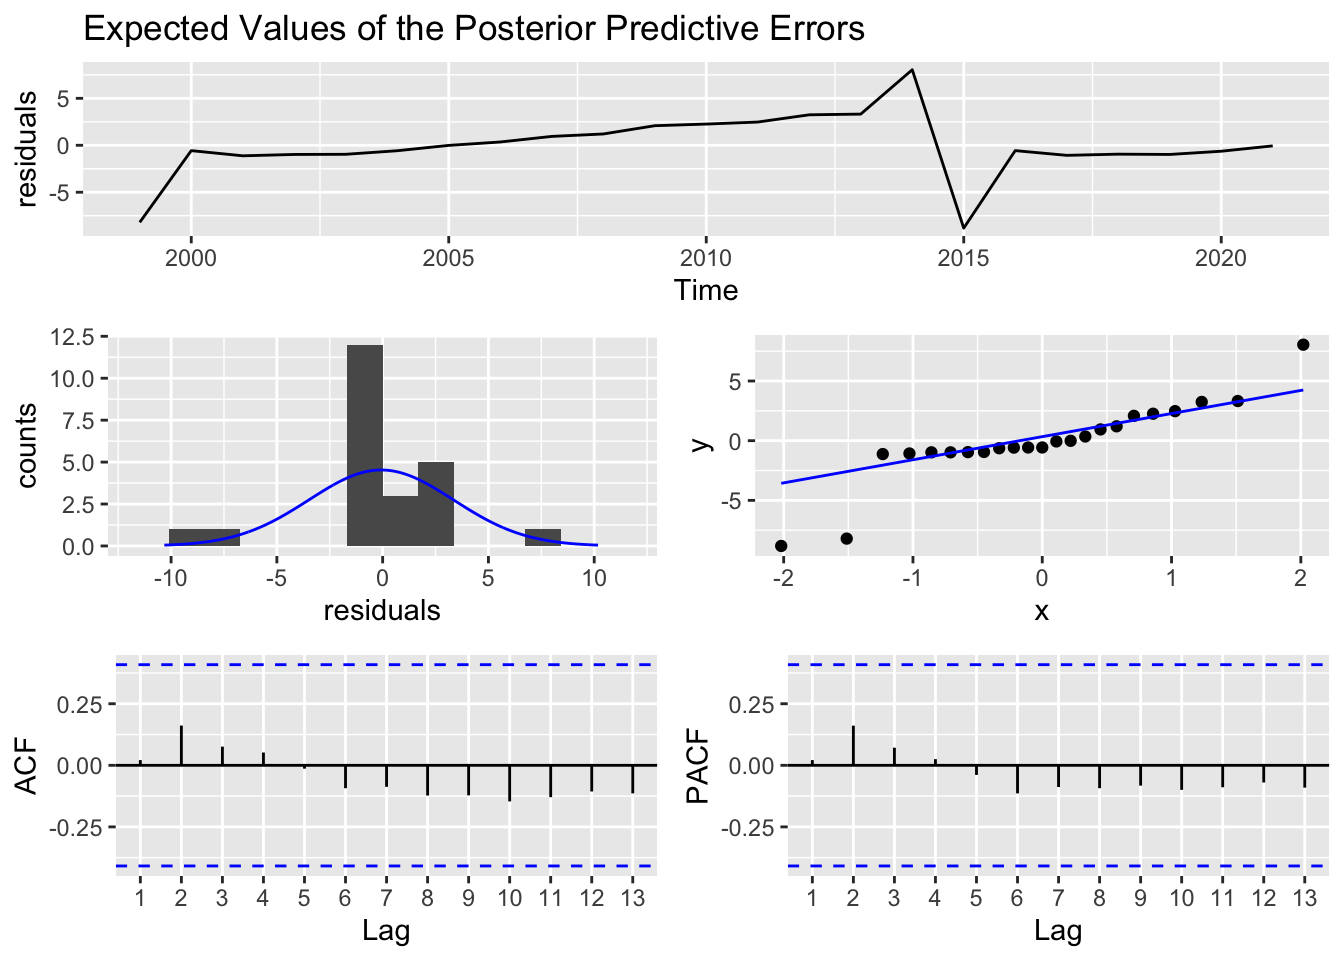 Expected Values of the Posterior Predictive Errors
residuals
5
0
-5
2000 2005 2010 2015 2020
Time
counts
12.5
10.0
7.5
5.0
2.5
0.0
-10 -5 0 5 10
residuals
y
5
0
-5
-2 -1 0 1 2
x
ACF
0.25
0.00
-0.25
1 2 3 4 5 6 7 8 9 10 11 12 13
Lag
PACF
0.25
0.00
-0.25
1 2 3 4 5 6 7 8 9 10 11 12 13
Lag